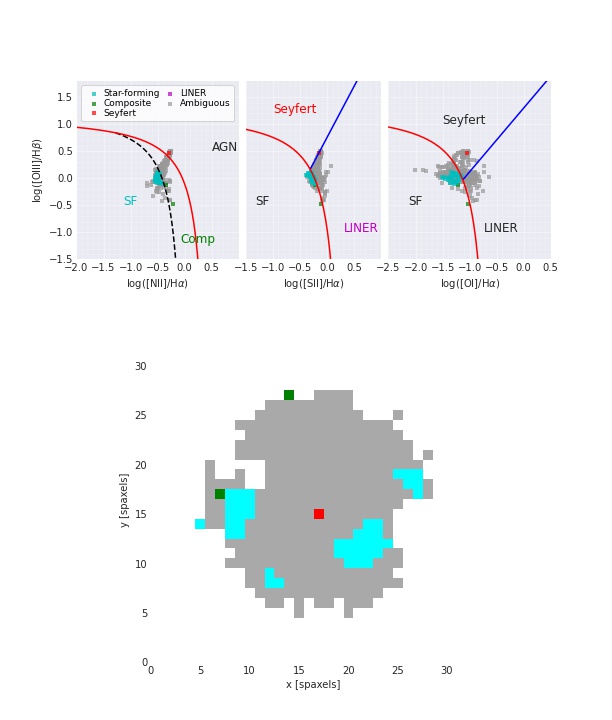 Star-forming
Composite
Seyfert
LINER
Ambiguous
AGN
SF
Comp
Seyfert
SF
LINER
Seyfert
SF
LINER
1.5
1.0
0.5
0.0
−0.5
−1.0
−1.5
log([OIII]/Hβ)
−2.0 −1.5 −1.0 −0.5 0.0 0.5
−1.5 −1.0 −0.5 0.0 0.5
−2.5 −2.0 −1.5 −1.0 −0.5 0.0 0.5
log([NII]/Hα)
log([SII]/Hα)
log([OI]/Hα)
30
25
20
15
10
5
0
y [spaxels]
0 5 10 15 20 25 30
x [spaxels]